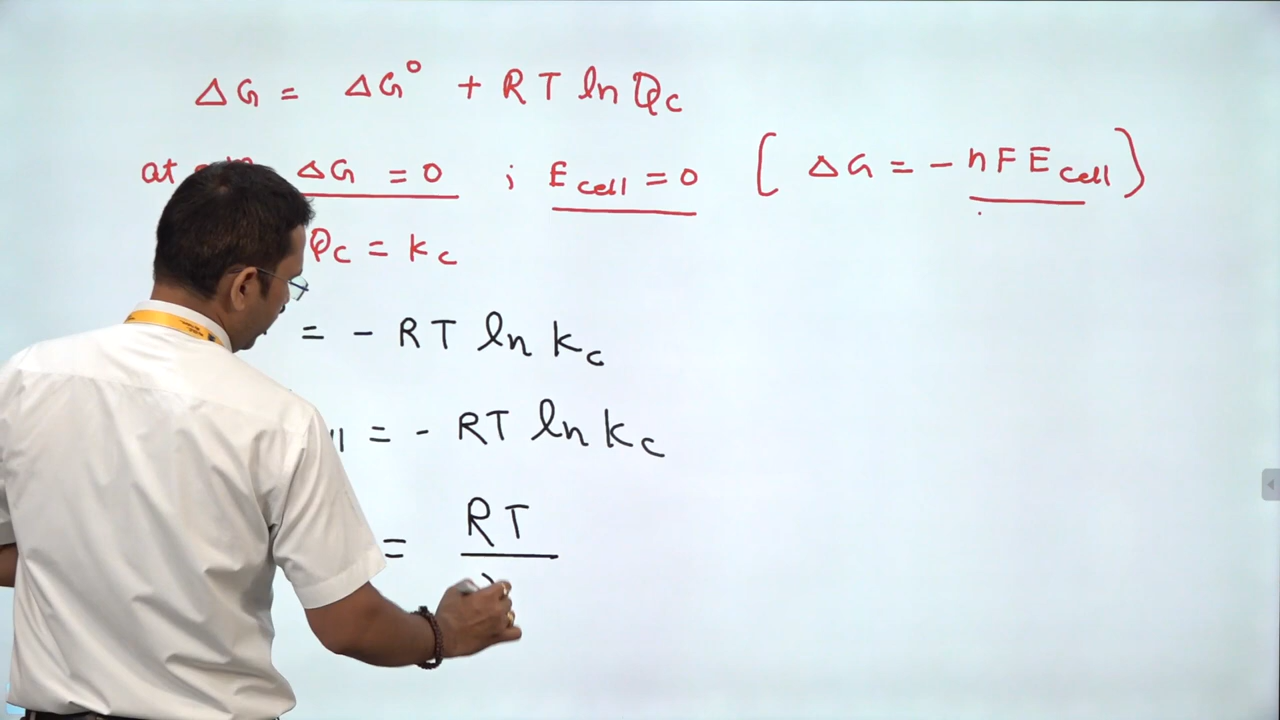 ΔG = ΔG° + RT ln Qc
at ΔG = 0 ; Ecell = 0 [ ΔG = - nFEcell )
Qc = kc
= - RT ln kc
ll = - RT ln kc
= RT